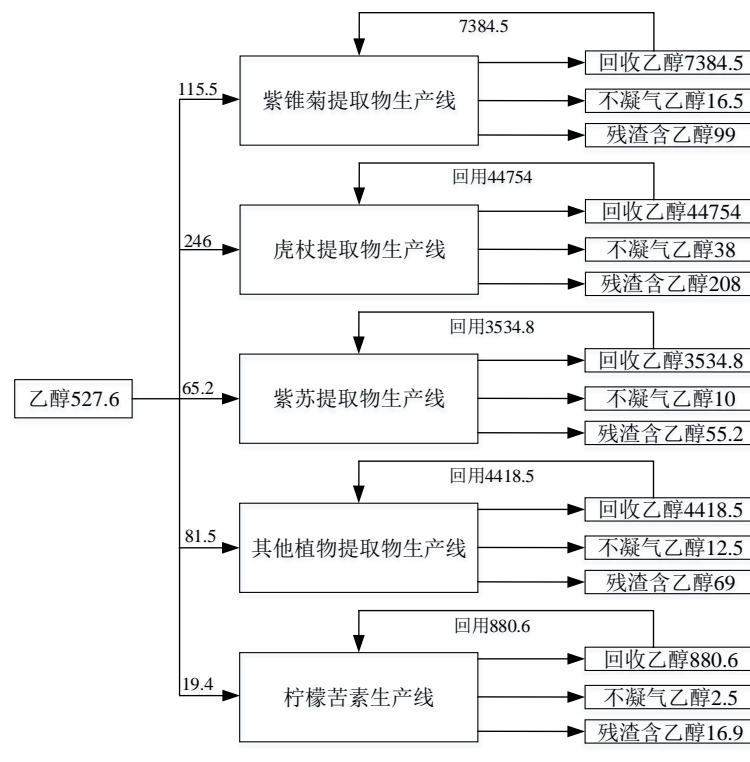 7384.5
回收乙醇7384.5
115.5
紫锥菊提取物生产线
不凝气乙醇16.5
残渣含乙醇99
回用44754
回收乙醇44754
246
虎杖提取物生产线
不凝气乙醇38
残渣含乙醇208
回用3534.8
回收乙醇3534.8
乙醇527.6
65.2
紫苏提取物生产线
不凝气乙醇10
残渣含乙醇55.2
回用4418.5
回收乙醇4418.5
81.5
其他植物提取物生产线
不凝气乙醇12.5
残渣含乙醇69
回用880.6
回收乙醇880.6
19.4
柠檬苦素生产线
不凝气乙醇2.5
残渣含乙醇16.9